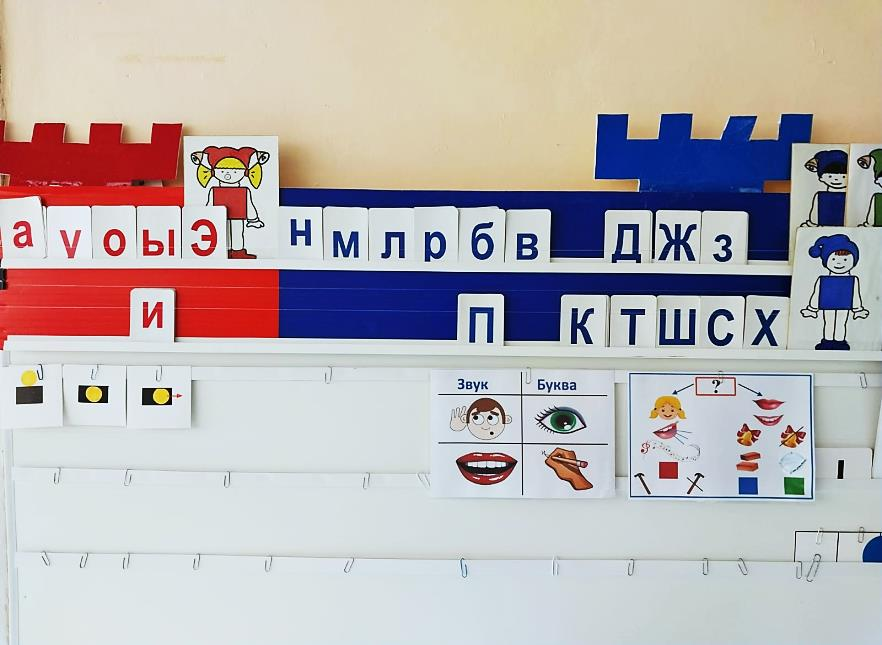 а у о ы Э н м л р б в Д Ж з
и П К Т Ш С Х
Звук Буква
?